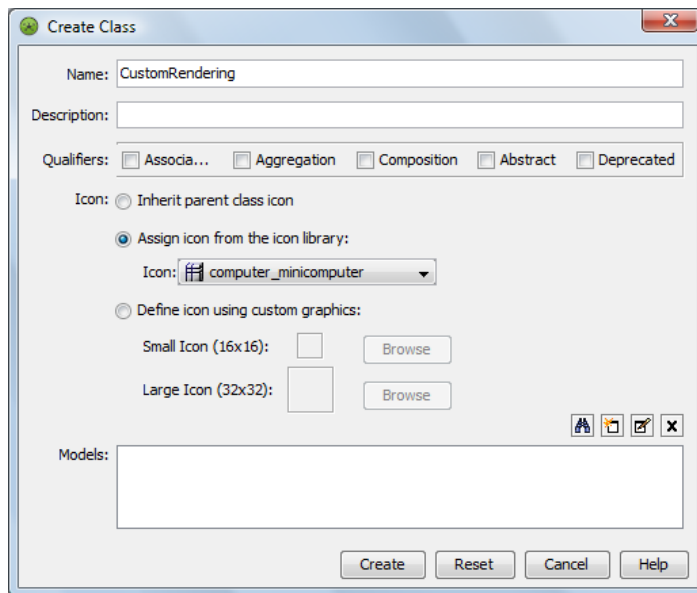 Create Class
Name: CustomRendering
Description:
Qualifiers: Associa... Aggregation Composition Abstract Deprecated
Icon: Inherit parent class icon
Assign icon from the icon library:
Icon: computer_minicomputer
Define icon using custom graphics:
Small Icon (16x16): Browse
Large Icon (32x32): Browse
Models:
Create Reset Cancel Help